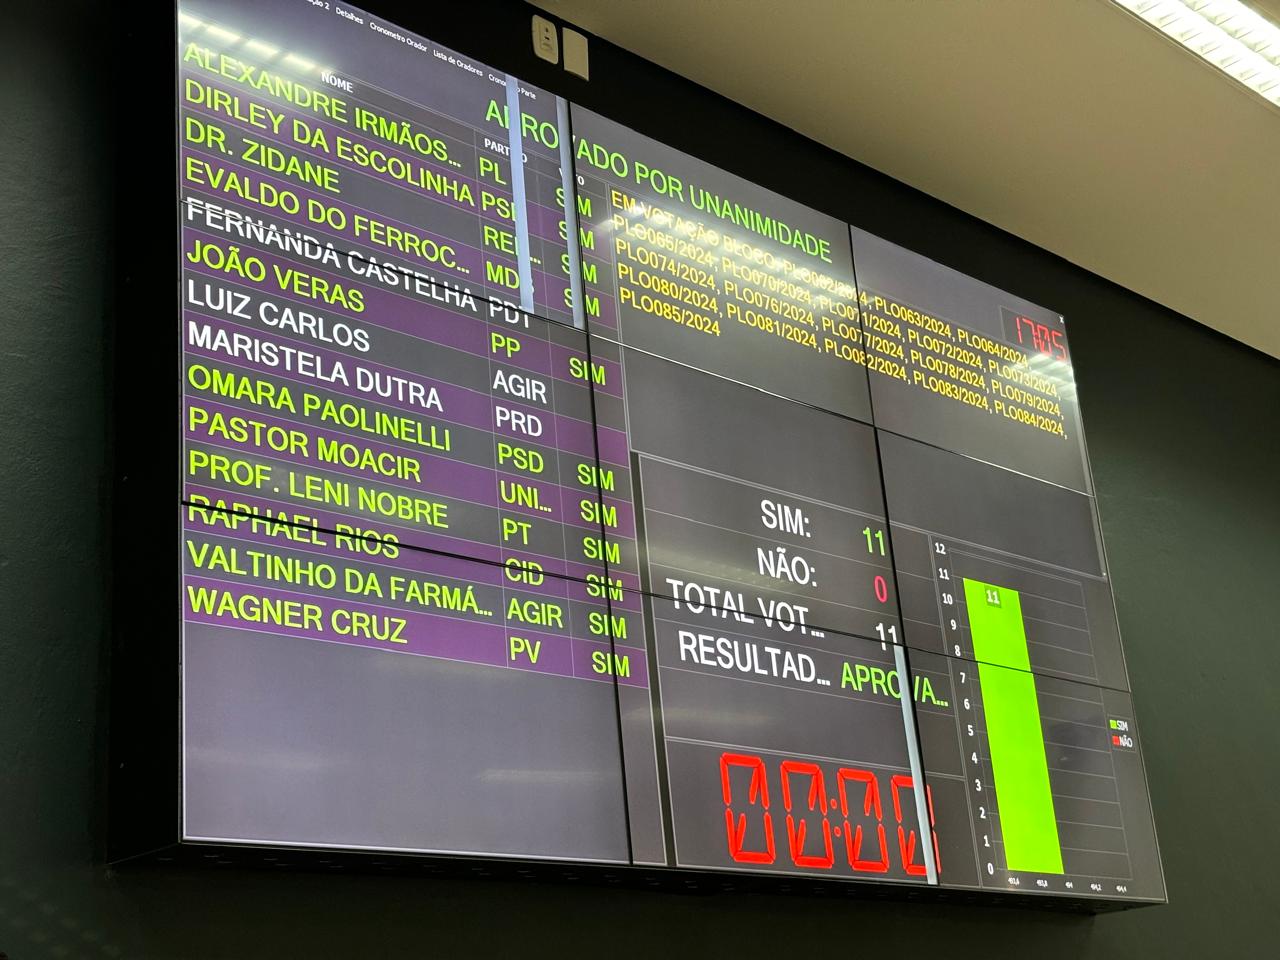 Detalhes Cronometro Orador Lista de Oradores
NOME
ALEXANDRE IRMÃOS... PL SIM
DIRLEY DA ESCOLINHA SIM
DR. ZIDANE SIM
EVALDO DO FERROC... SIM
FERNANDA CASTELHA PDT
JOÃO VERAS PP SIM
LUIZ CARLOS AGIR
MARISTELA DUTRA PRD
OMARA PAOLINELLI PSD SIM
PASTOR MOACIR UNI... SIM
PROF. LENI NOBRE PT SIM
RAPHAEL RIOS CID SIM
VALTINHO DA FARMÁ... AGIR SIM
WAGNER CRUZ PV SIM
APROVADO POR UNANIMIDADE
EM VOTAÇÃO BLOCO: PLO062/2024, PLO063/2024, PLO064/2024,
PLO065/2024, PLO070/2024, PLO071/2024, PLO072/2024, PLO073/2024,
PLO074/2024, PLO076/2024, PLO077/2024, PLO078/2024, PLO079/2024,
PLO080/2024, PLO081/2024, PLO082/2024, PLO083/2024, PLO084/2024,
PLO085/2024
17:05
SIM: 11
NÃO: 0
TOTAL VOT... 11
RESULTAD... APROVA...
00:00
12
11
10
9
8
7
6
5
4
3
2
1
0
11
SIM
NÃO